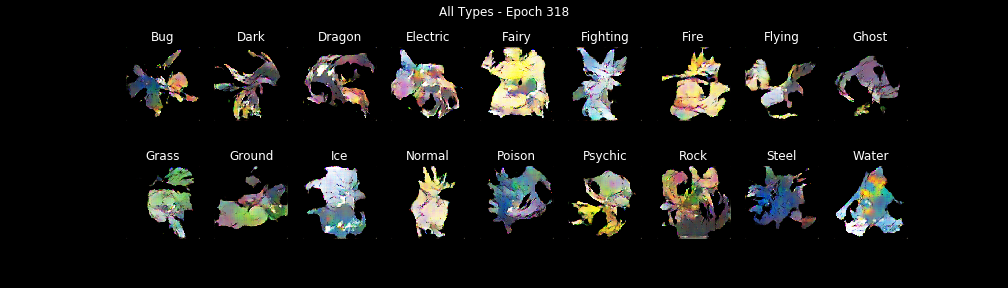 All Types - Epoch 318
Bug Dark Dragon Electric Fairy Fighting Fire Flying Ghost
Grass Ground Ice Normal Poison Psychic Rock Steel Water